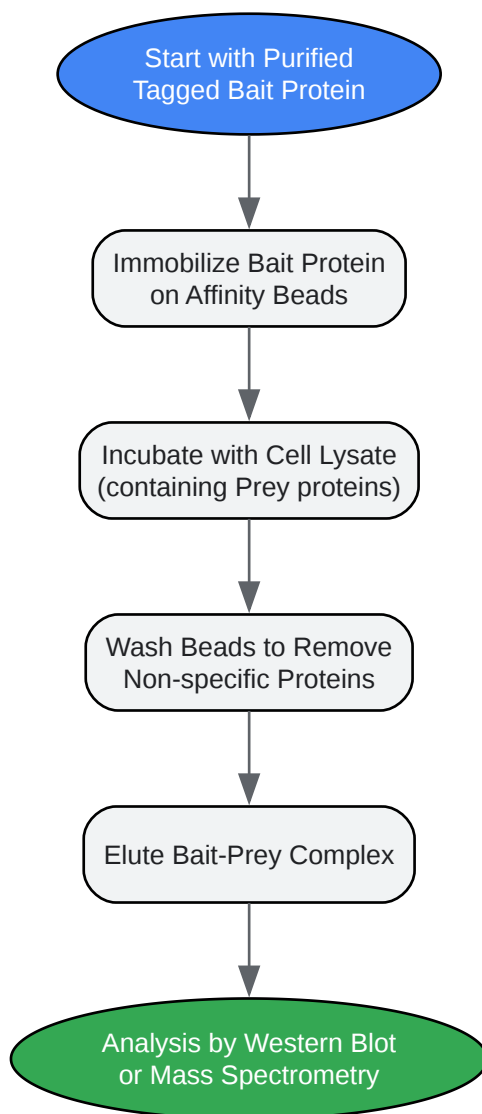 Start with Purified
Tagged Bait Protein
Immobilize Bait Protein
on Affinity Beads
Incubate with Cell Lysate
(containing Prey proteins)
Wash Beads to Remove
Non-specific Proteins
Elute Bait-Prey Complex
Analysis by Western Blot
or Mass Spectrometry